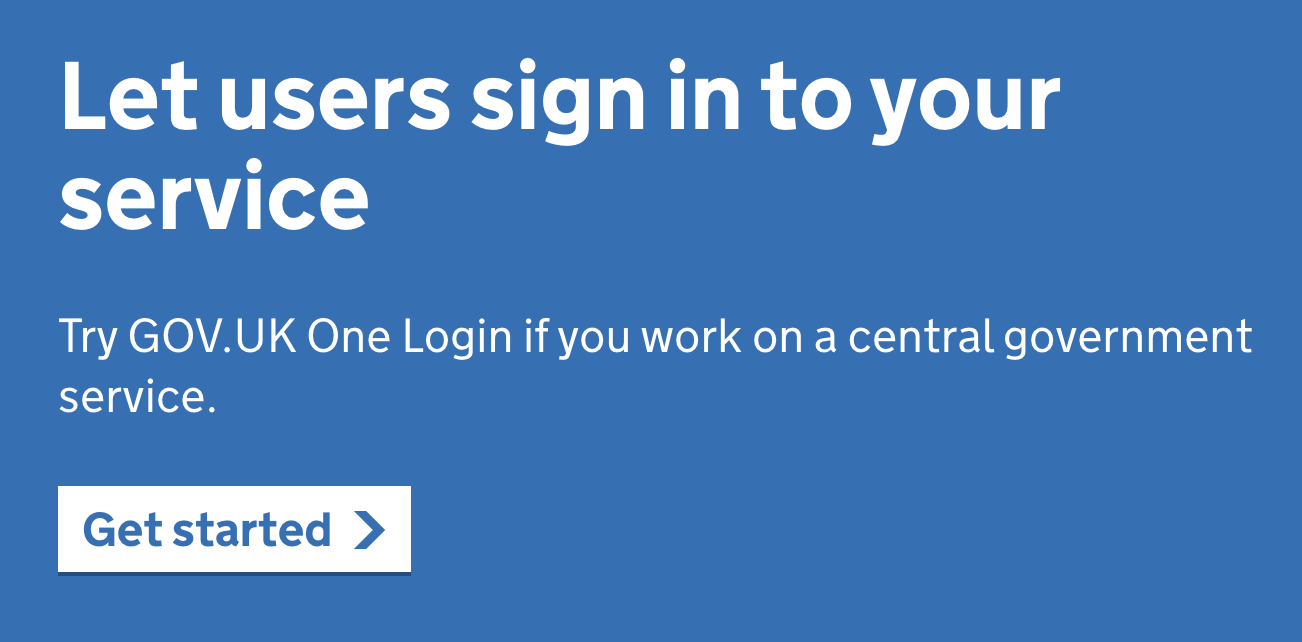 Let users sign in to your
service
Try GOV.UK One Login if you work on a central government
service.
Get started